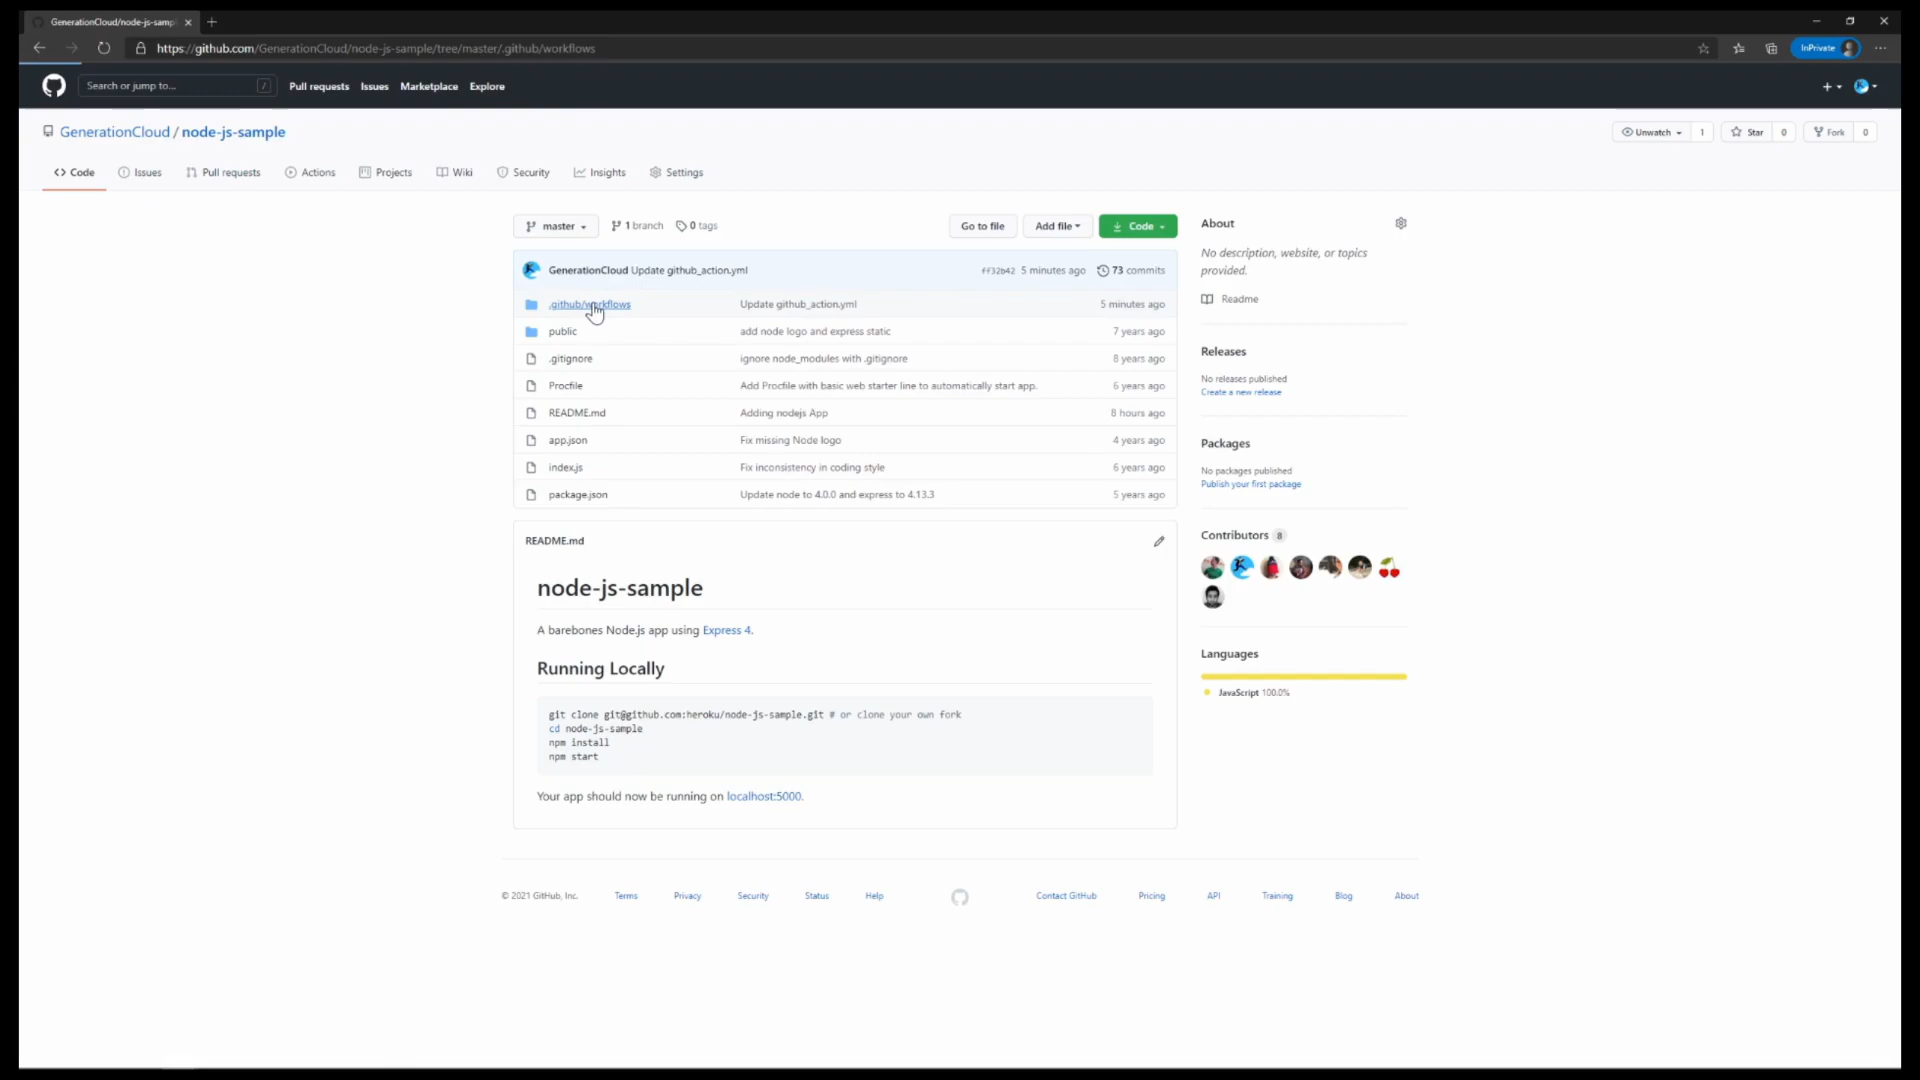 GenerationCloud/node-js-samp
https://github.com/GenerationCloud/node-js-sample/tree/master/.github/workflows
InPrivate
Search or jump to... /
Pull requests Issues Marketplace Explore
GenerationCloud / node-js-sample
Unwatch 1 Star 0 Fork 0
<> Code Issues Pull requests Actions Projects Wiki Security Insights Settings
master 1 branch 0 tags Go to file Add file Code
GenerationCloud Update github_action.yml ff32b42 5 minutes ago 73 commits
.github/workflows Update github_action.yml 5 minutes ago
public add node logo and express static 7 years ago
.gitignore ignore node_modules with .gitignore 8 years ago
Procfile Add Procfile with basic web starter line to automatically start app. 6 years ago
README.md Adding nodejs App 8 hours ago
app.json Fix missing Node logo 4 years ago
index.js Fix inconsistency in coding style 6 years ago
package.json Update node to 4.0.0 and express to 4.13.3 5 years ago
README.md
node-js-sample
A barebones Node.js app using Express 4.
Running Locally
git clone git@github.com:heroku/node-js-sample.git # or clone your own fork
cd node-js-sample
npm install
npm start
Your app should now be running on localhost:5000.
About
No description, website, or topics
provided.
Readme
Releases
No releases published
Create a new release
Packages
No packages published
Publish your first package
Contributors 8
Languages
JavaScript 100.0%
© 2021 GitHub, Inc. Terms Privacy Security Status Help Contact GitHub Pricing API Training Blog About